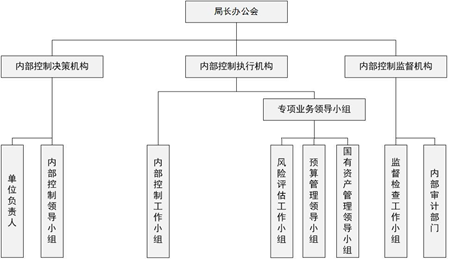 局长办公会
内部控制决策机构
内部控制执行机构
内部控制监督机构
专项业务领导小组
单位负责人
内部控制领导小组
内部控制工作小组
风险评估工作小组
预算管理领导小组
国有资产管理领导小组
监督检查工作小组
内部审计部门